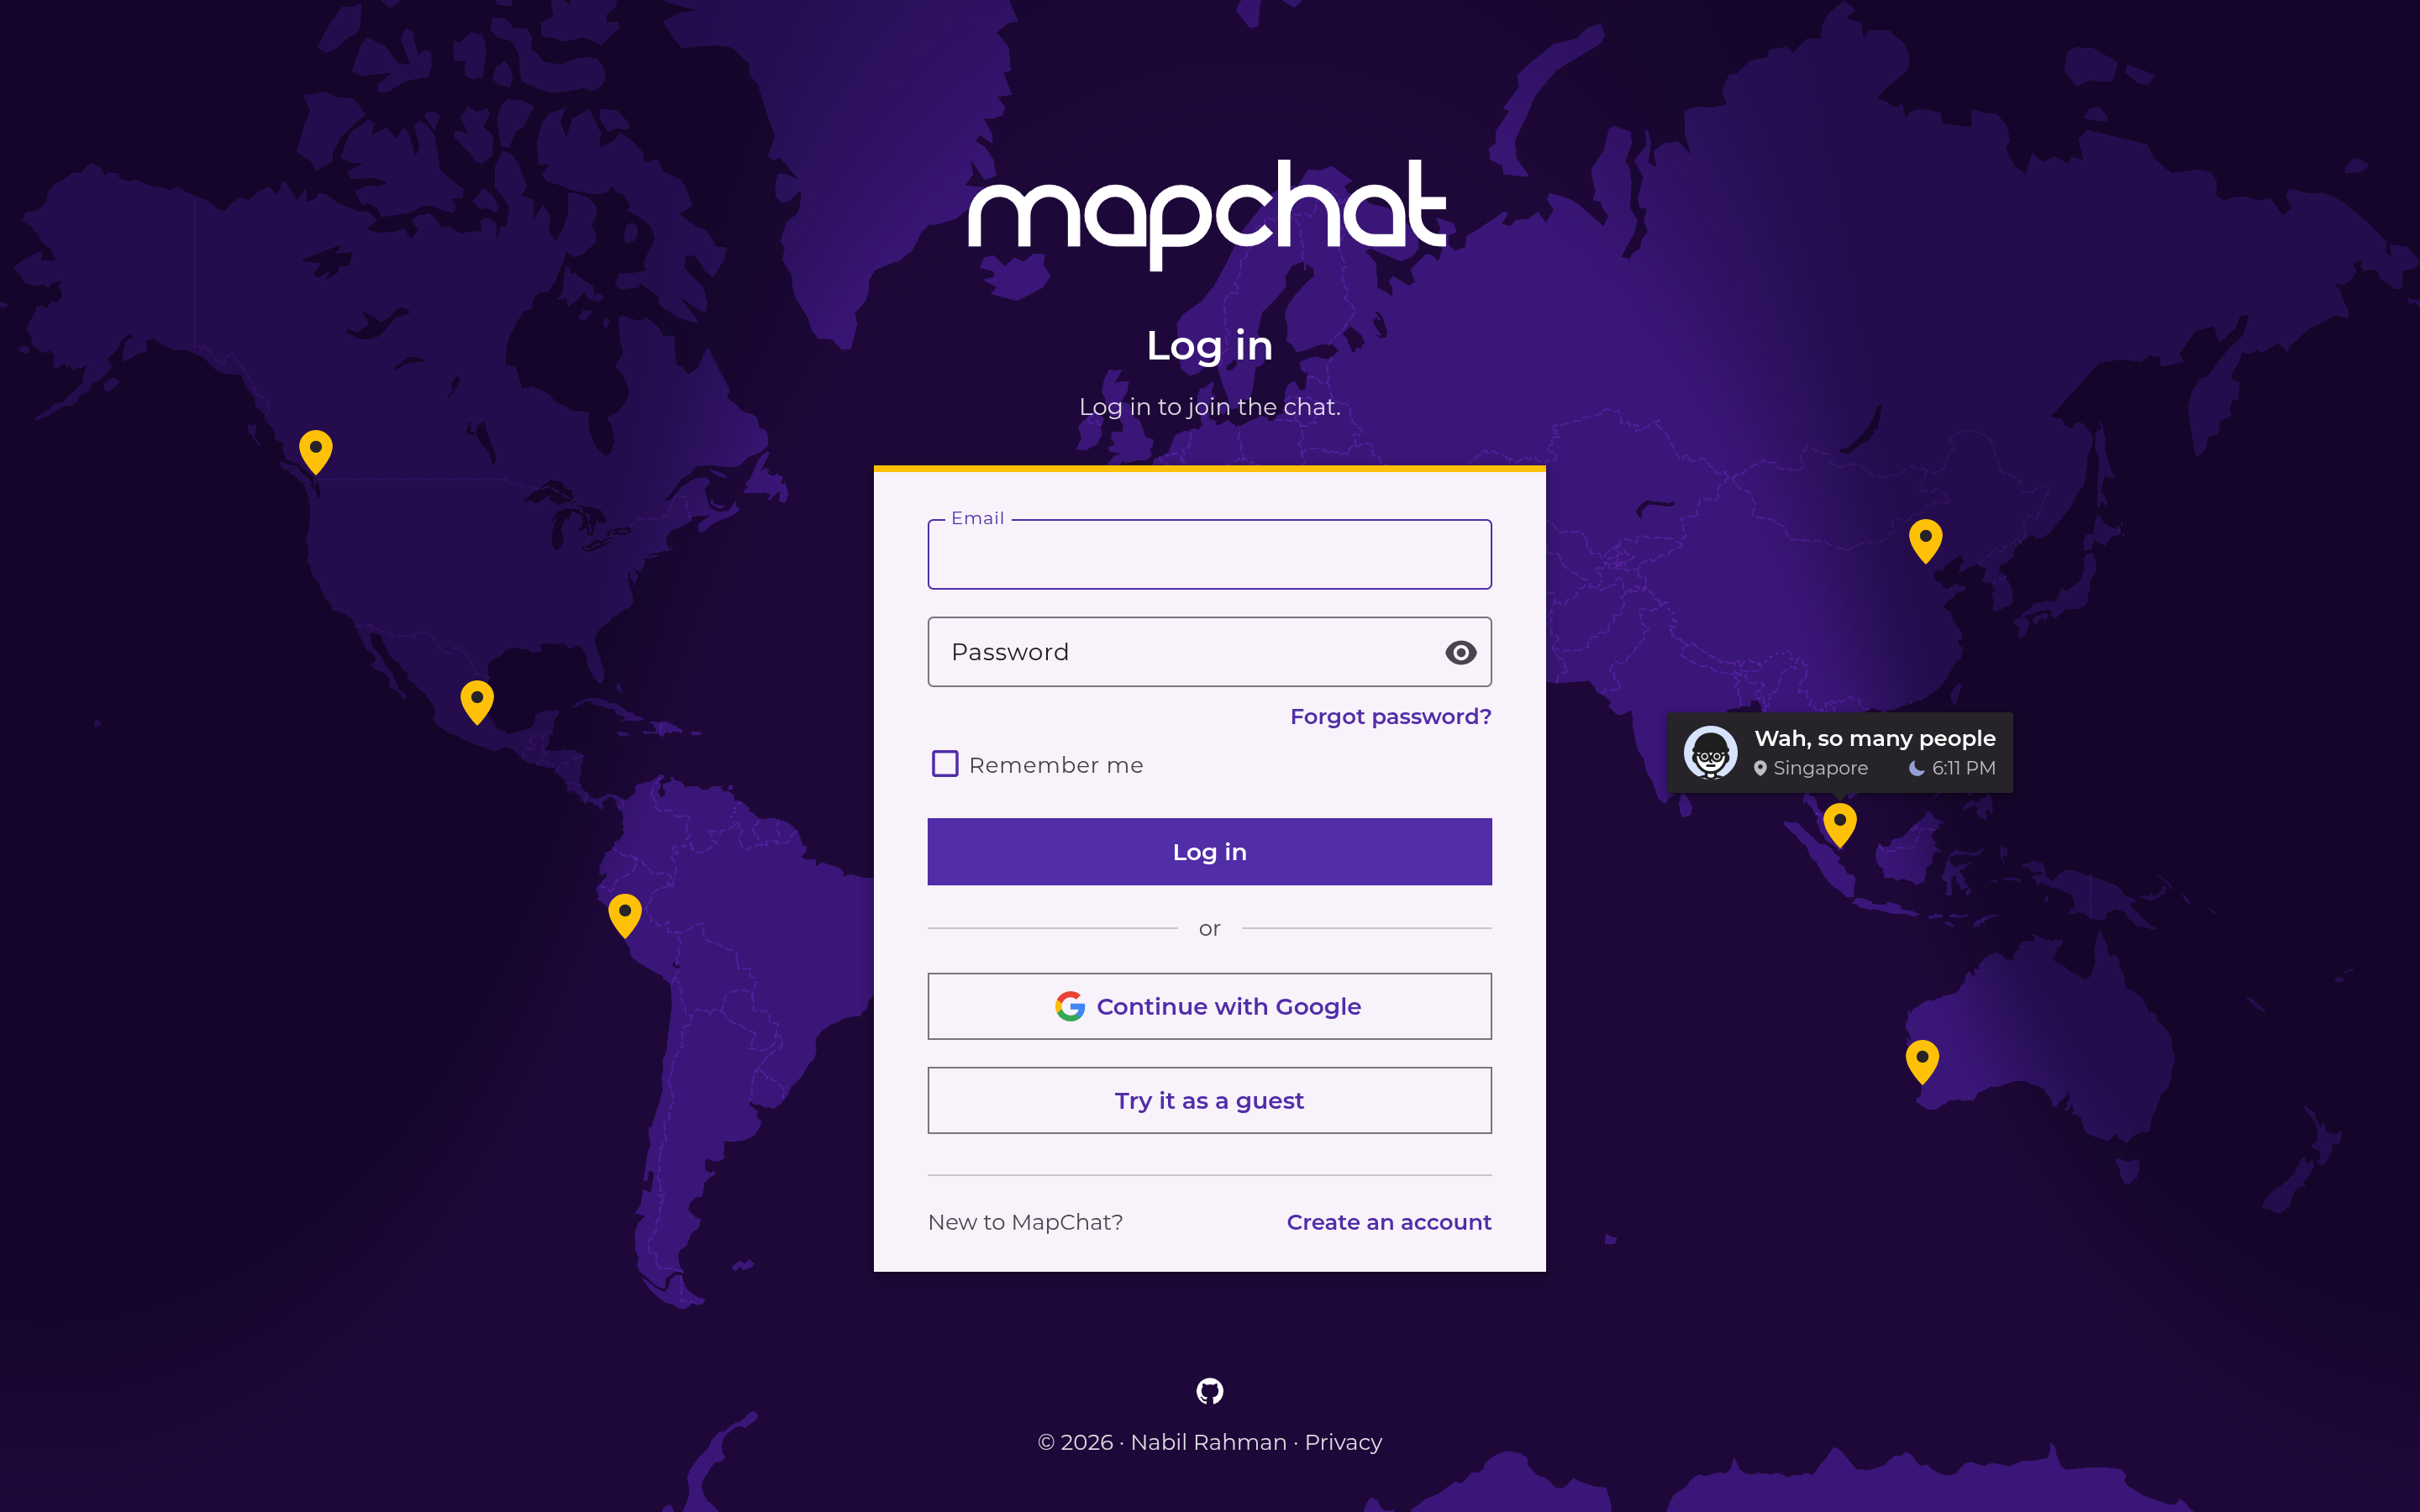 mapchat
Log in
Log in to join the chat.
Email
Password
Forgot password?
Remember me
Wah, so many people
Singapore 6:11 PM
Log in
or
Continue with Google
Try it as a guest
New to MapChat? Create an account
© 2026 · Nabil Rahman · Privacy